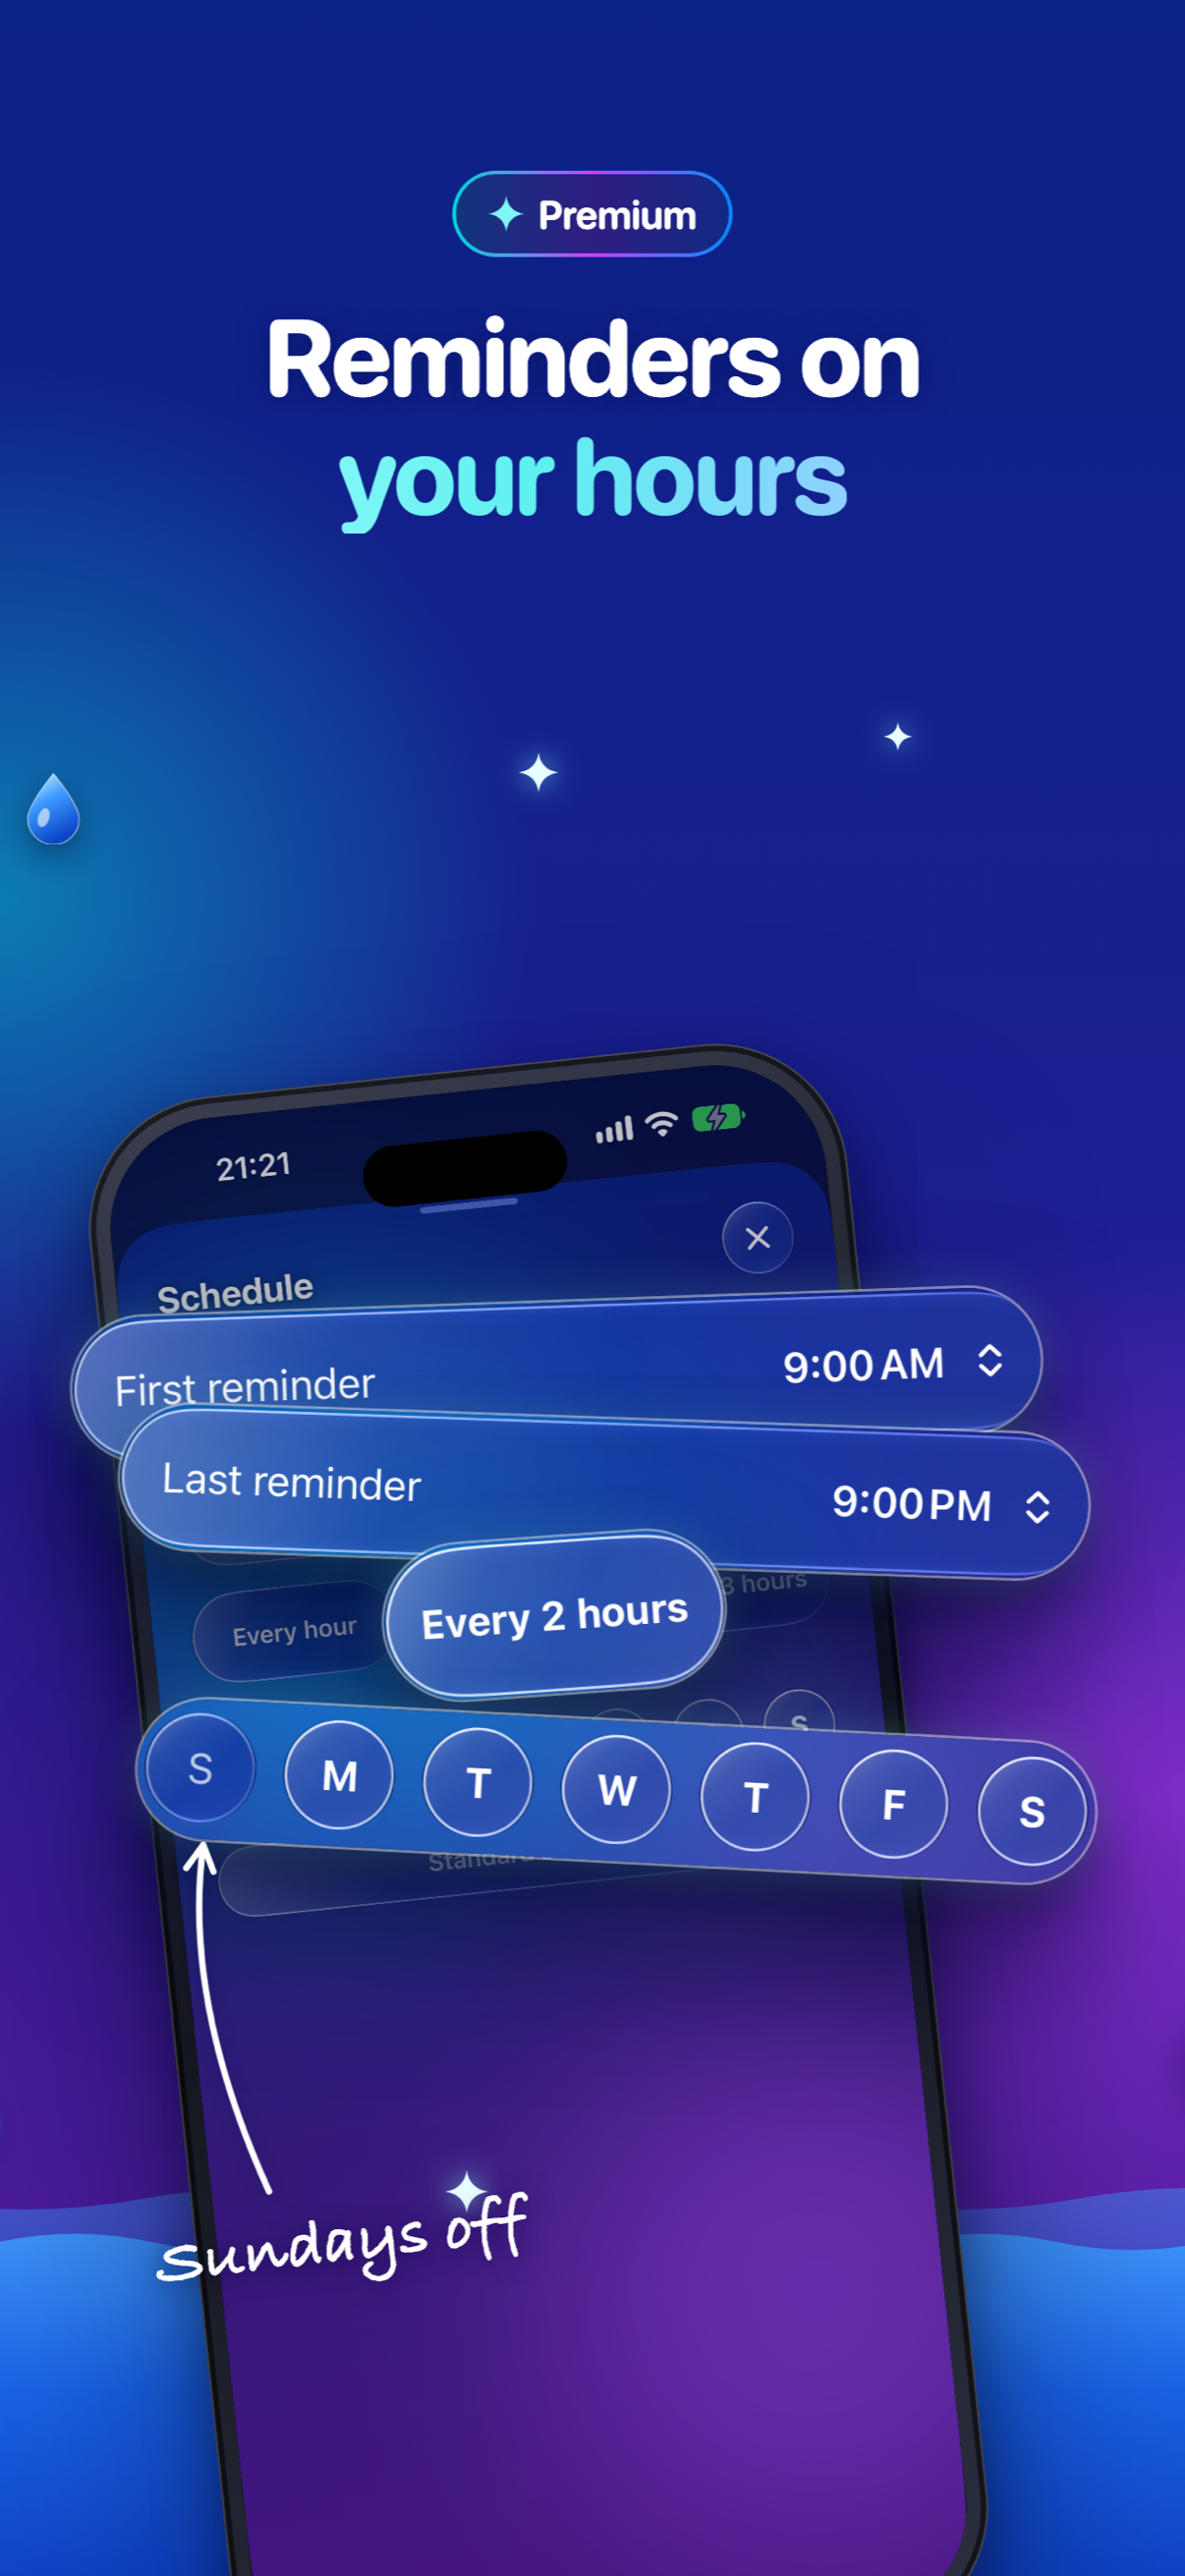 Premium
Reminders on
your hours
21:21
Schedule
First reminder 9:00 AM
Last reminder 9:00 PM
Every hour Every 2 hours 3 hours
S
S M T W T F S
Standard
Sundays off